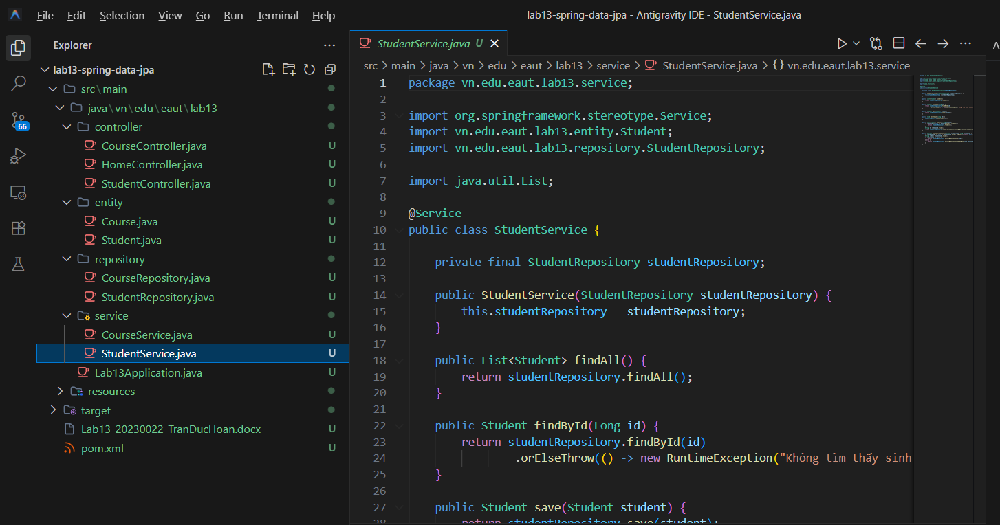 File Edit Selection View Go Run Terminal Help
lab13-spring-data-jpa - Antigravity IDE - StudentService.java
Explorer
lab13-spring-data-jpa
src\main
java\vn\edu\eaut\lab13
controller
CourseController.java U
HomeController.java U
StudentController.java U
entity
Course.java U
Student.java U
repository
CourseRepository.java U
StudentRepository.java U
service
CourseService.java U
StudentService.java U
Lab13Application.java U
resources
target
Lab13_20230022_TranDucHoan.docx U
pom.xml U
66
StudentService.java U
src > main > java > vn > edu > eaut > lab13 > service > StudentService.java > {} vn.edu.eaut.lab13.service
1 package vn.edu.eaut.lab13.service;
2
3 import org.springframework.stereotype.Service;
4 import vn.edu.eaut.lab13.entity.Student;
5 import vn.edu.eaut.lab13.repository.StudentRepository;
6
7 import java.util.List;
8
9 @Service
10 public class StudentService {
11
12 private final StudentRepository studentRepository;
13
14 public StudentService(StudentRepository studentRepository) {
15 this.studentRepository = studentRepository;
16 }
17
18 public List<Student> findAll() {
19 return studentRepository.findAll();
20 }
21
22 public Student findById(Long id) {
23 return studentRepository.findById(id)
24 .orElseThrow(() -> new RuntimeException("Không tìm thấy sinh
25 }
26
27 public Student save(Student student) {
28 return studentRepository.save(student);
A